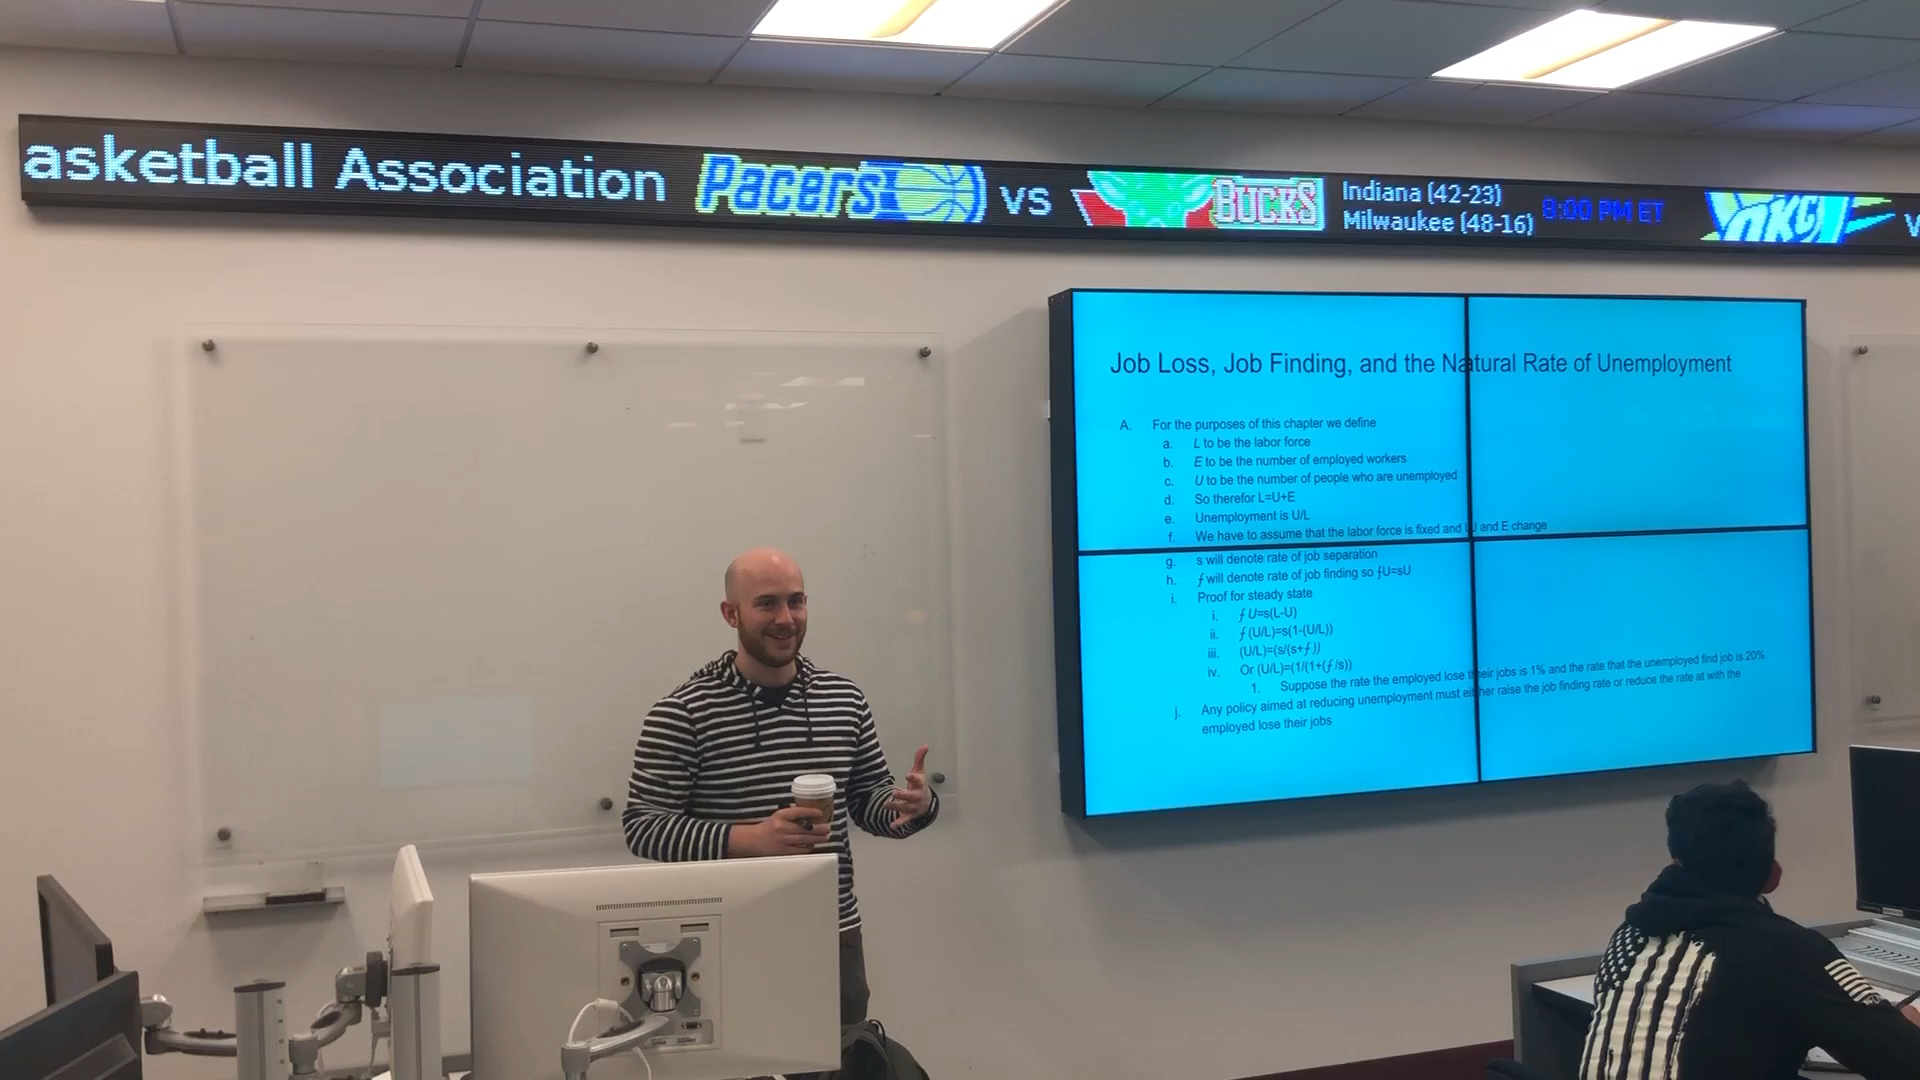 asketball Association Pacers vs BUCKS Indiana (42-23) 8:00 PM ET OKC V
Milwaukee (48-16)
Job Loss, Job Finding, and the Natural Rate of Unemployment
A. For the purposes of this chapter we define
a. L to be the labor force
b. E to be the number of employed workers
c. U to be the number of people who are unemployed
d. So therefor L=U+E
e. Unemployment is U/L
f. We have to assume that the labor force is fixed and U and E change
g. s will denote rate of job separation
h. ƒ will denote rate of job finding so ƒU=sU
i. Proof for steady state
i. ƒ U=s(L-U)
ii. ƒ (U/L)=s(1-(U/L))
iii. (U/L)=(s/(s+ƒ ))
iv. Or (U/L)=(1/(1+(ƒ /s))
1. Suppose the rate the employed lose their jobs is 1% and the rate that the unemployed find job is 20%
j. Any policy aimed at reducing unemployment must either raise the job finding rate or reduce the rate at with the
employed lose their jobs